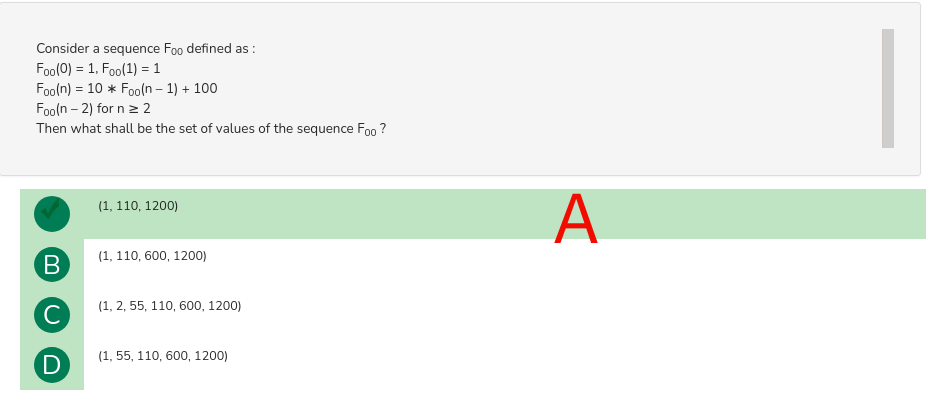 Consider a sequence F₀₀ defined as :
F₀₀(0) = 1, F₀₀(1) = 1
F₀₀(n) = 10 ∗ F₀₀(n – 1) + 100
F₀₀(n – 2) for n ≥ 2
Then what shall be the set of values of the sequence F₀₀ ?
(1, 110, 1200)
A
B (1, 110, 600, 1200)
C (1, 2, 55, 110, 600, 1200)
D (1, 55, 110, 600, 1200)